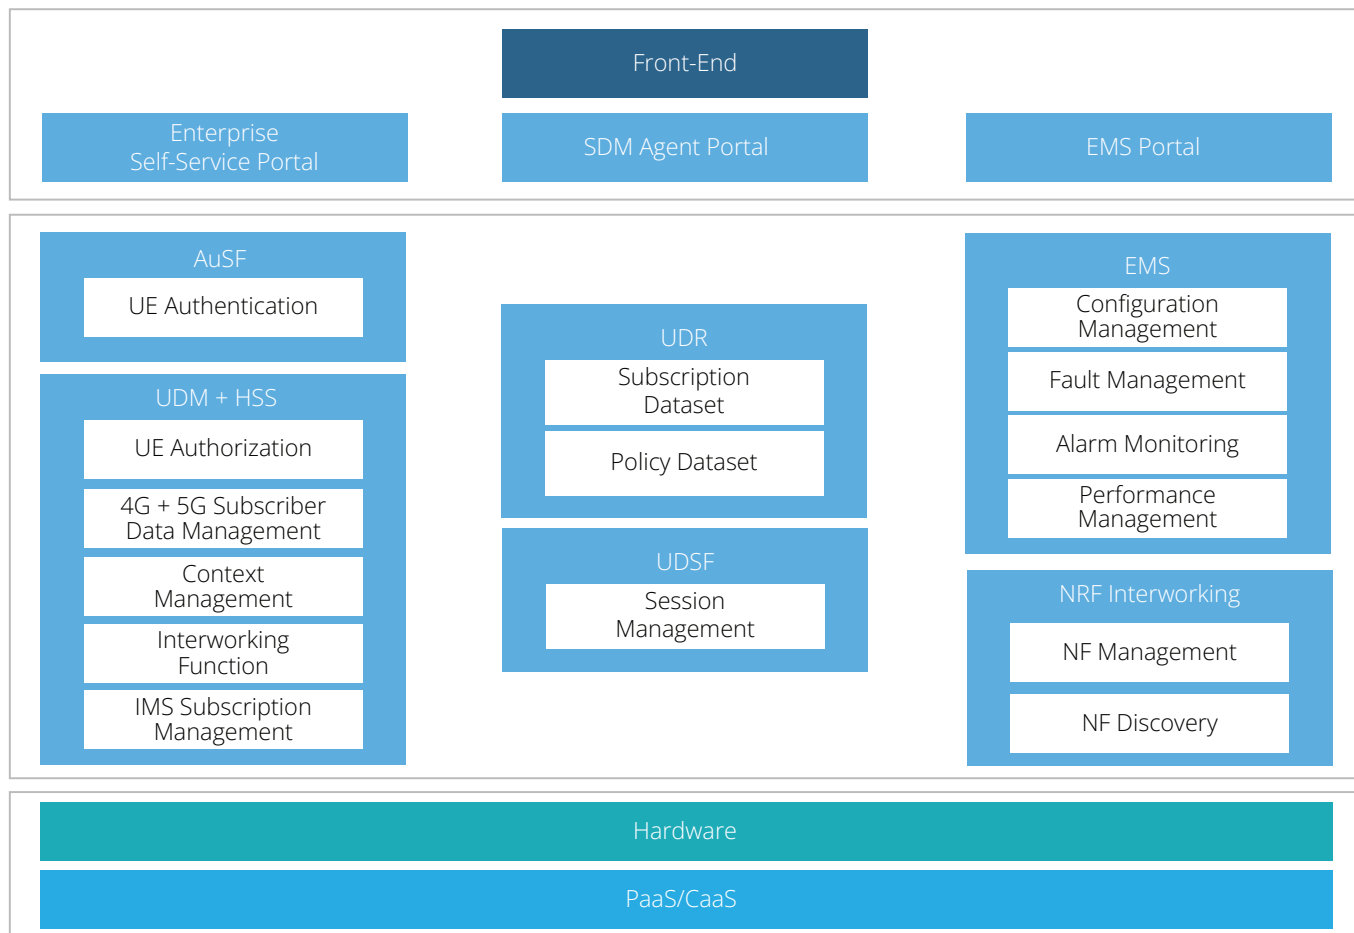 Front-End
Enterprise
Self-Service Portal
SDM Agent Portal
EMS Portal
AuSF
UE Authentication
UDM + HSS
UE Authorization
4G + 5G Subscriber
Data Management
Context
Management
Interworking
Function
IMS Subscription
Management
UDR
Subscription
Dataset
Policy Dataset
UDSF
Session
Management
EMS
Configuration
Management
Fault Management
Alarm Monitoring
Performance
Management
NRF Interworking
NF Management
NF Discovery
Hardware
PaaS/CaaS